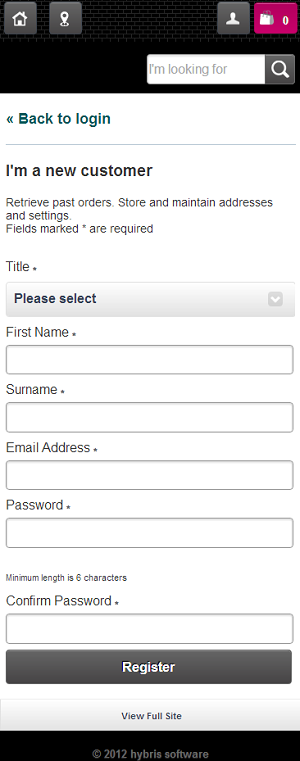 0
I'm looking for
« Back to login
I'm a new customer
Retrieve past orders. Store and maintain addresses
and settings.
Fields marked * are required
Title *
Please select
First Name *
Surname *
Email Address *
Password *
Minimum length is 6 characters
Confirm Password *
Register
View Full Site
© 2012 hybris software